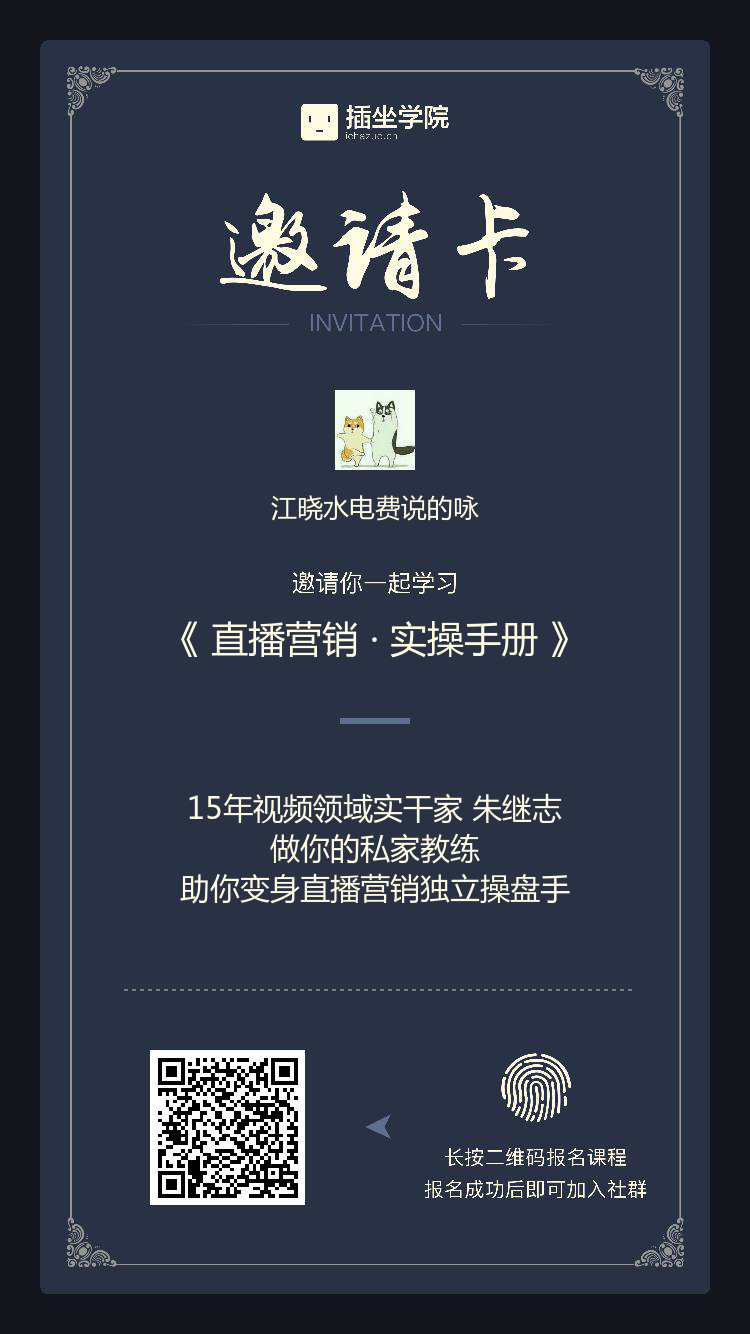 插坐学院
ichazuo.cn
邀请卡
INVITATION
江晓水电费说的咏
邀请你一起学习
《 直播营销 · 实操手册 》
15年视频领域实干家 朱继志
做你的私家教练
助你变身直播营销独立操盘手
长按二维码报名课程
报名成功后即可加入社群